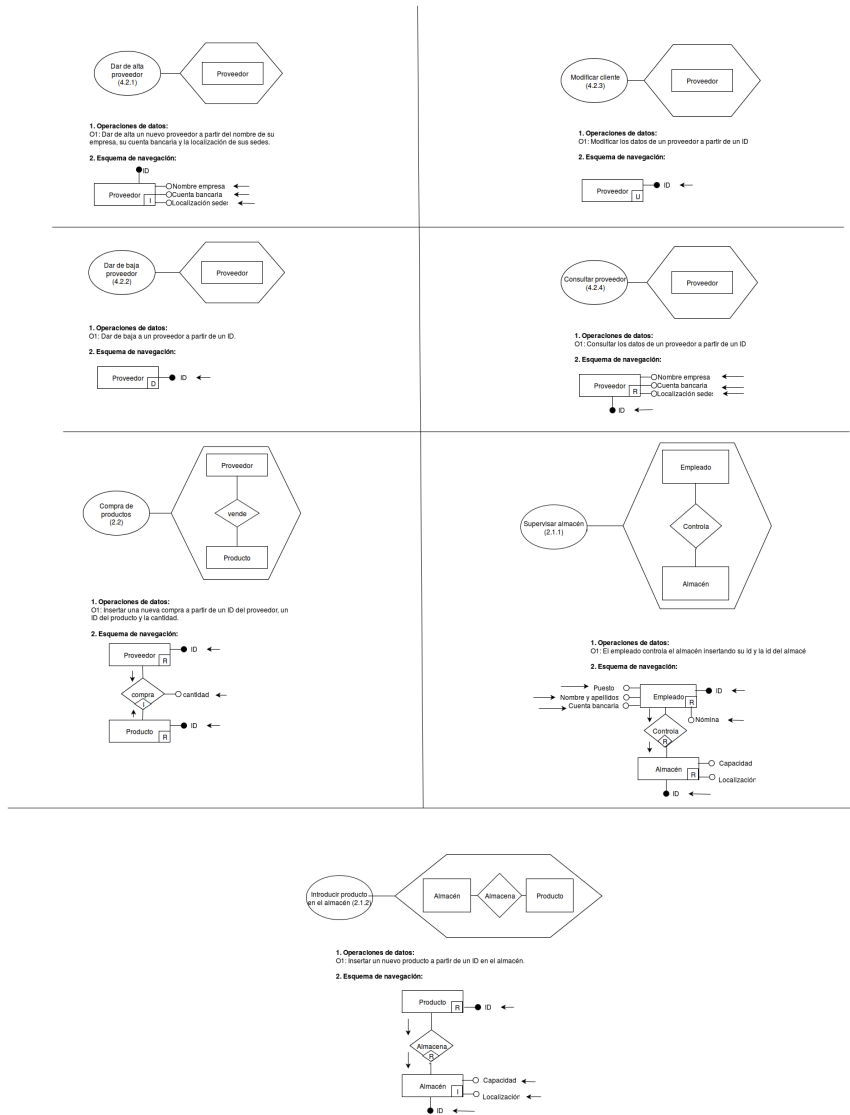 Dar de alta
proveedor
(4.2.1)
Proveedor
1. Operaciones de datos:
O1: Dar de alta un nuevo proveedor a partir del nombre de su
empresa, su cuenta bancaria y la localización de sus sedes.
2. Esquema de navegación:
ID
Proveedor
I
Nombre empresa
Cuenta bancaria
Localización sede
Modificar cliente
(4.2.3)
Proveedor
1. Operaciones de datos:
O1: Modificar los datos de un proveedor a partir de un ID
2. Esquema de navegación:
Proveedor
U
ID
Dar de baja
proveedor
(4.2.2)
Proveedor
1. Operaciones de datos:
O1: Dar de baja a un proveedor a partir de un ID.
2. Esquema de navegación:
Proveedor
D
ID
Consultar proveedor
(4.2.4)
Proveedor
1. Operaciones de datos:
O1: Consultar los datos de un proveedor a partir de un ID
2. Esquema de navegación:
Nombre empresa
Proveedor
Cuenta bancaria
R
Localización sede
ID
Proveedor
Compra de
productos
(2.2)
vende
Producto
1. Operaciones de datos:
O1: Insertar una nueva compra a partir de un ID del proveedor, un
ID del producto y la cantidad.
2. Esquema de navegación:
Proveedor
R
ID
compra
I
cantidad
Producto
R
ID
Empleado
Supervisar almacén
(2.1.1)
Controla
Almacén
1. Operaciones de datos:
O1: El empleado controla el almacén insertando su id y la id del almacé
2. Esquema de navegación:
Puesto
Nombre y apellidos
Cuenta bancaria
Empleado
R
ID
Nómina
Controla
R
Almacén
R
Capacidad
Localización
ID
Introducir producto
en el almacén (2.1.2)
Almacén
Almacena
Producto
1. Operaciones de datos:
O1: Insertar un nuevo producto a partir de un ID en el almacén.
2. Esquema de navegación:
Producto
R
ID
Almacena
R
Almacén
I
Capacidad
Localización
ID